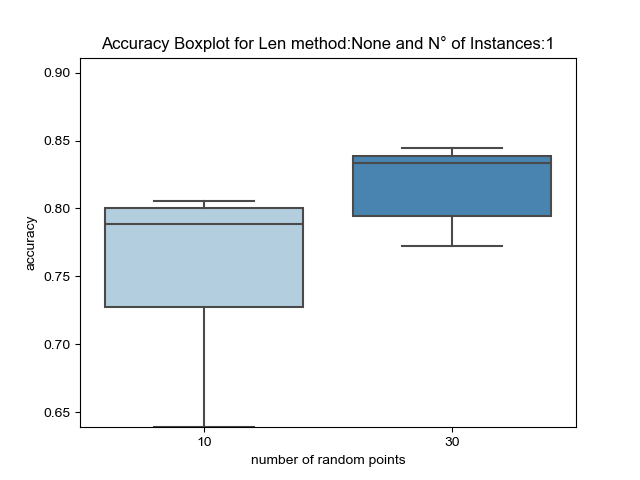 Accuracy Boxplot for Len method:None and N° of Instances:1
0.90
0.85
0.80
0.75
0.70
0.65
accuracy
10 30
number of random points